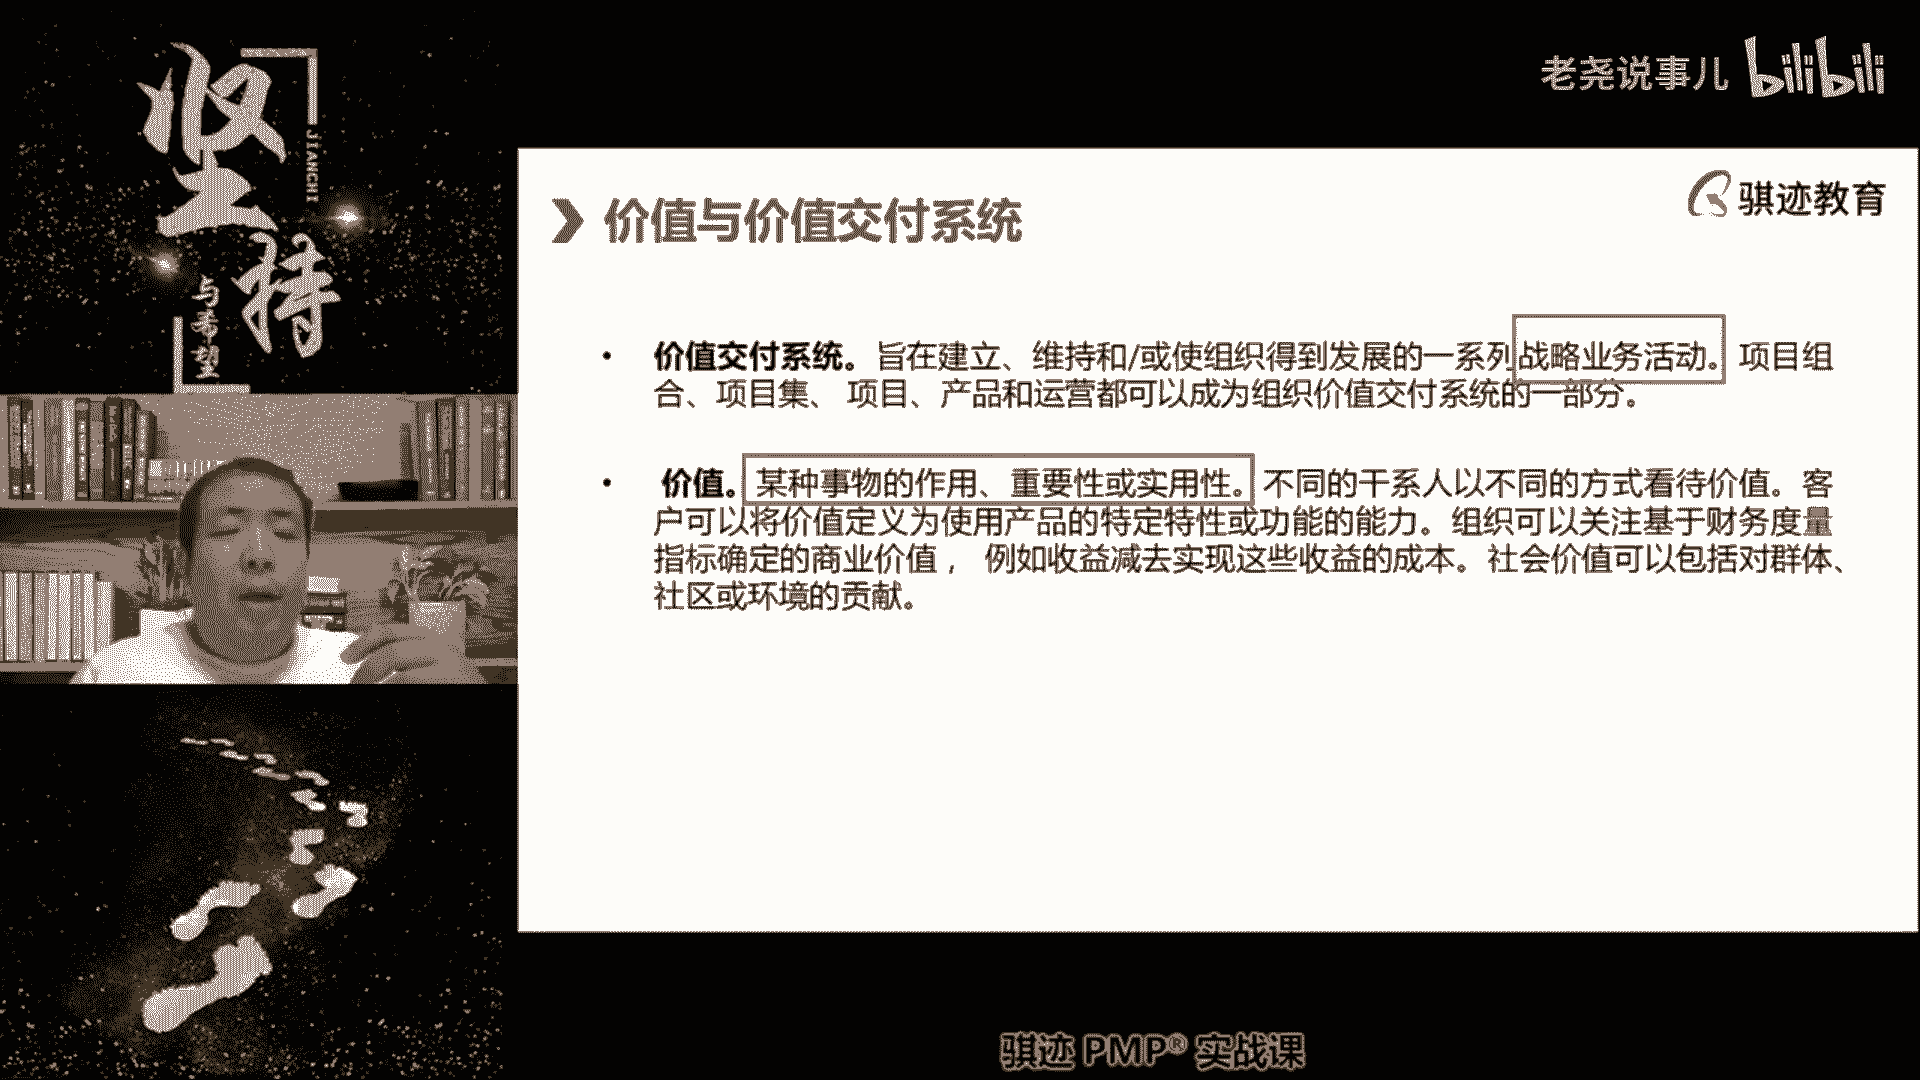 坚持
JIANCHI
与希望
老尧说事儿 bilibili
骐迹教育
价值与价值交付系统
• 价值交付系统。旨在建立、维持和/或使组织得到发展的一系列战略业务活动。项目组
合、项目集、 项目、产品和运营都可以成为组织价值交付系统的一部分。
• 价值。某种事物的作用、重要性或实用性。不同的干系人以不同的方式看待价值。客
户可以将价值定义为使用产品的特定特性或功能的能力。组织可以关注基于财务度量
指标确定的商业价值， 例如收益减去实现这些收益的成本。社会价值可以包括对群体、
社区或环境的贡献。
骐迹 PMP® 实战课